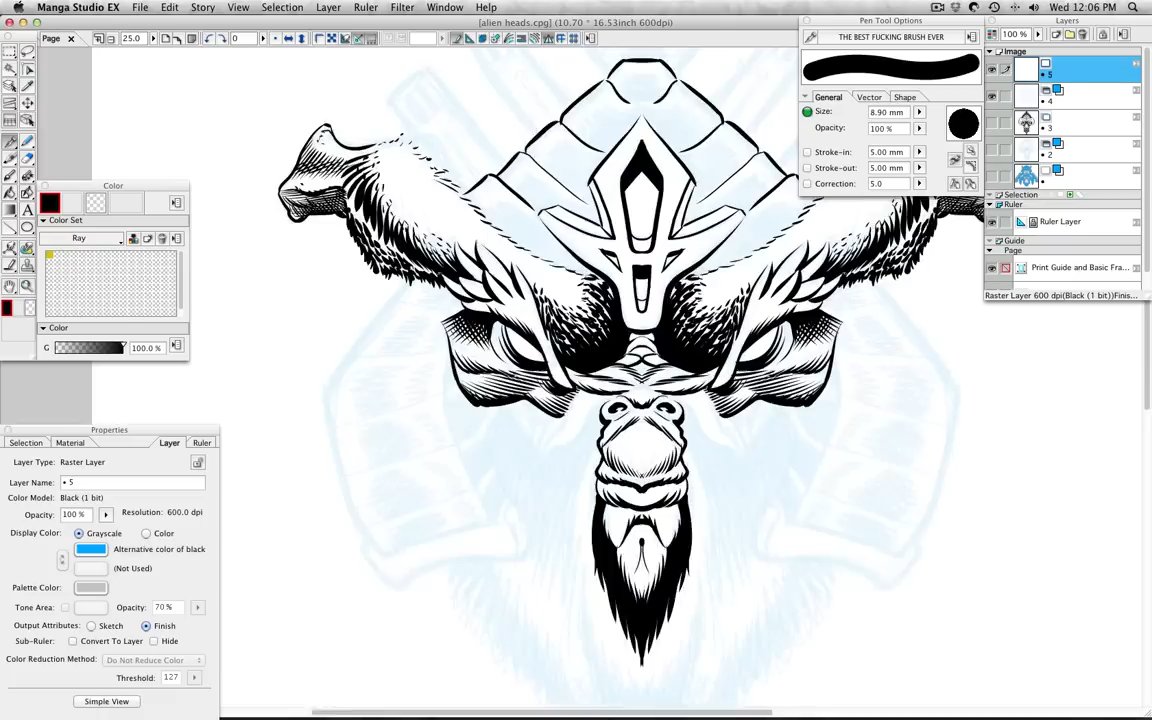 Manga Studio EX File Edit Story View Selection Layer Ruler Filter Window Help Wed 12:06 PM
[alien heads.cpg] (10.70 * 16.53inch 600dpi)
Page 25.0 0
Pen Tool Options
THE BEST FUCKING BRUSH EVER
General Vector Shape
Size: 8.90 mm
Opacity: 100 %
Stroke-in: 5.00 mm
Stroke-out: 5.00 mm
Correction: 5.0
Layers
100 %
Image
• 5
• 4
• 3
• 2
•
Selection
Ruler
Ruler Layer
Guide
Page
Print Guide and Basic Fra...
Raster Layer 600 dpi(Black (1 bit))Finis...
Color
Color Set
Ray
Color
G 100.0 %
Properties
Selection Material Layer Ruler
Layer Type: Raster Layer
Layer Name: • 5
Color Model: Black (1 bit)
Opacity: 100 % Resolution: 600.0 dpi
Display Color: Grayscale Color
Alternative color of black
(Not Used)
Palette Color:
Tone Area: Opacity: 70 %
Output Attributes: Sketch Finish
Sub-Ruler: Convert To Layer Hide
Color Reduction Method: Do Not Reduce Color
Threshold: 127
Simple View